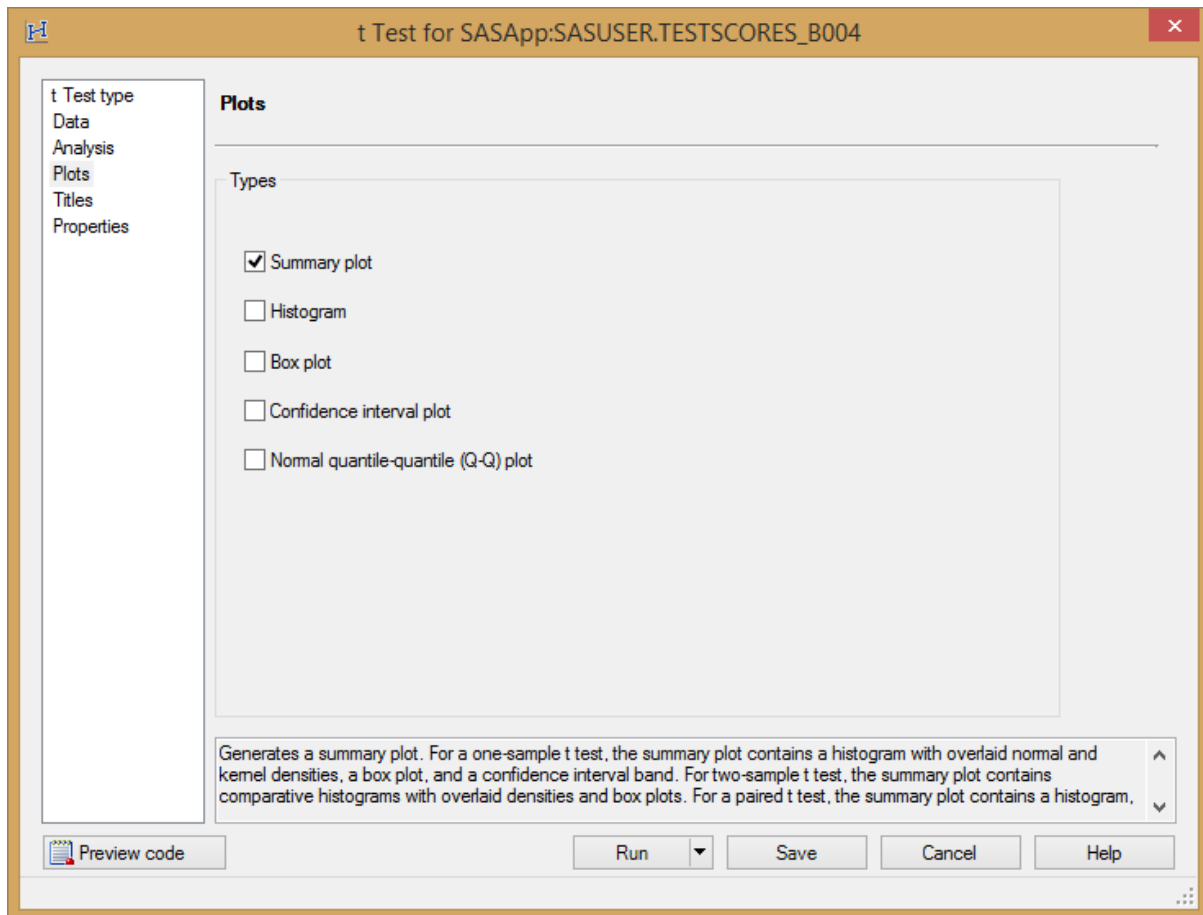 t Test for SASApp:SASUSER.TESTSCORES_B004
t Test type
Data
Analysis
Plots
Titles
Properties
Plots
Types
Summary plot
Histogram
Box plot
Confidence interval plot
Normal quantile-quantile (Q-Q) plot
Generates a summary plot. For a one-sample t test, the summary plot contains a histogram with overlaid normal and
kernel densities, a box plot, and a confidence interval band. For two-sample t test, the summary plot contains
comparative histograms with overlaid densities and box plots. For a paired t test, the summary plot contains a histogram,
Preview code
Run
Save
Cancel
Help